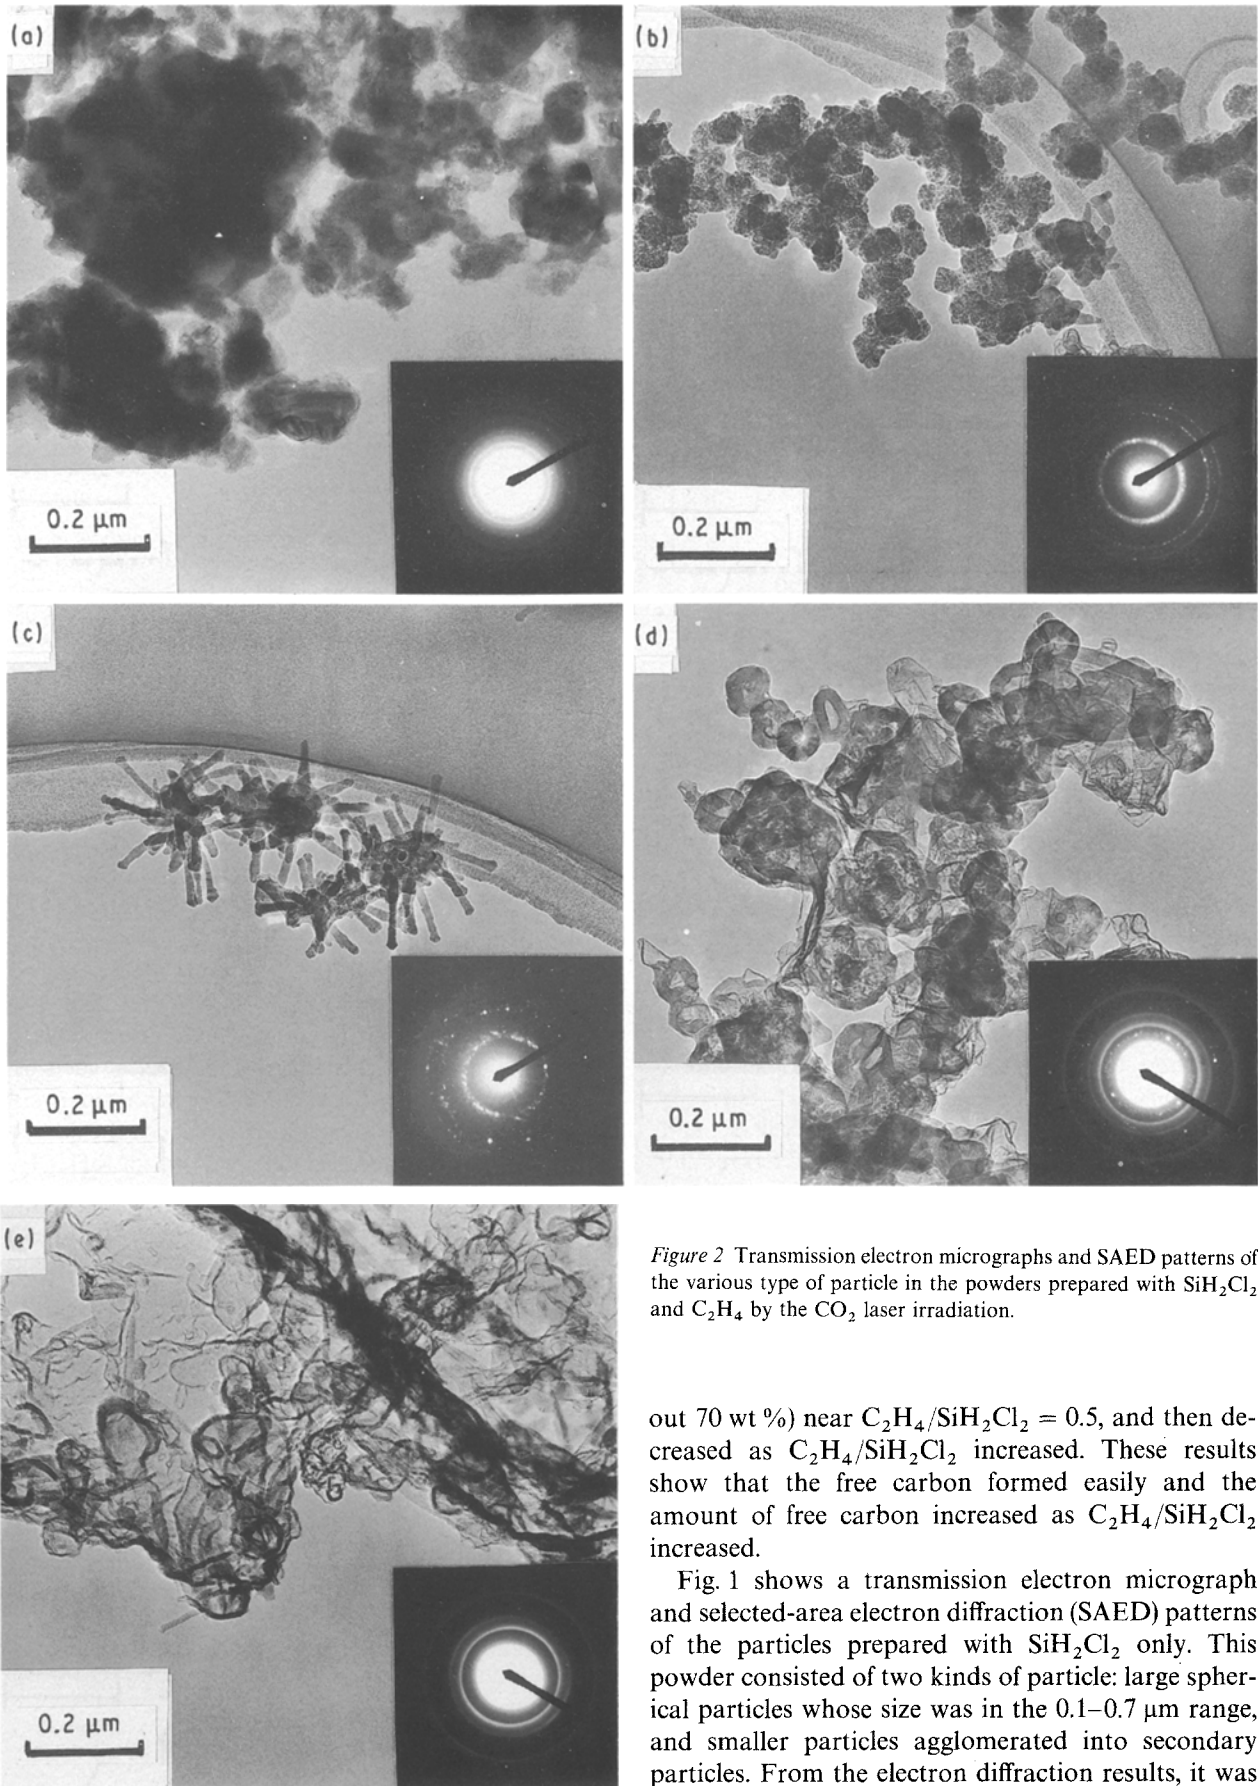 (a)
(b)
0.2 μm
0.2 μm
(c)
(d)
0.2 μm
0.2 μm
(e)
0.2 μm
Figure 2 Transmission electron micrographs and SAED patterns of
the various type of particle in the powders prepared with SiH₂Cl₂
and C₂H₄ by the CO₂ laser irradiation.
out 70 wt %) near C₂H₄/SiH₂Cl₂ = 0.5, and then de-
creased as C₂H₄/SiH₂Cl₂ increased. These results
show that the free carbon formed easily and the
amount of free carbon increased as C₂H₄/SiH₂Cl₂
increased.
Fig. 1 shows a transmission electron micrograph
and selected-area electron diffraction (SAED) patterns
of the particles prepared with SiH₂Cl₂ only. This
powder consisted of two kinds of particle: large spher-
ical particles whose size was in the 0.1–0.7 μm range,
and smaller particles agglomerated into secondary
particles. From the electron diffraction results, it was